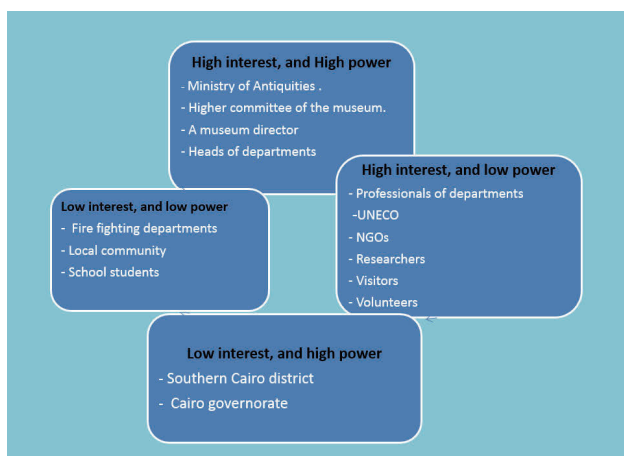 High interest, and High power
- Ministry of Antiquities .
- Higher committee of the museum.
- A museum director
- Heads of departments
High interest, and low power
- Professionals of departments
-UNECO
- NGOs
- Researchers
- Visitors
- Volunteers
Low interest, and low power
- Fire fighting departments
- Local community
- School students
Low interest, and high power
- Southern Cairo district
- Cairo governorate